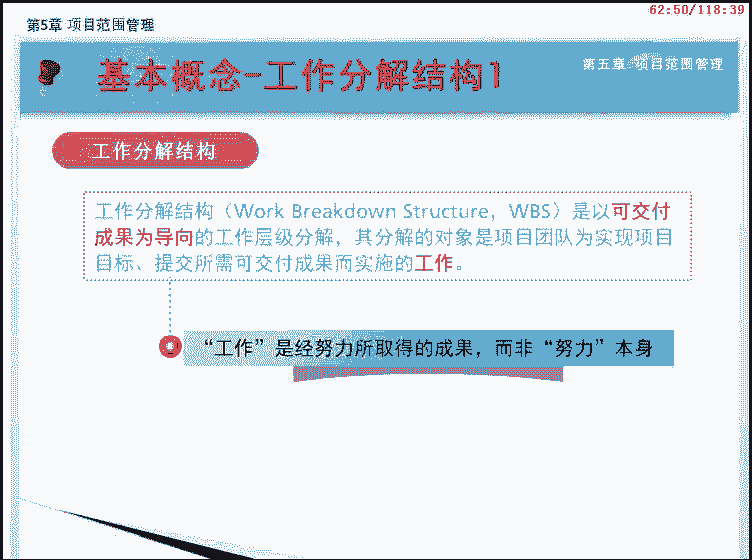 62:50/118:39
第5章 项目范围管理
基本概念-工作分解结构1
第五章 项目范围管理
工作分解结构
工作分解结构（Work Breakdown Structure，WBS）是以可交付
成果为导向的工作层级分解，其分解的对象是项目团队为实现项目
目标、提交所需可交付成果而实施的工作。
“工作”是经努力所取得的成果，而非“努力”本身